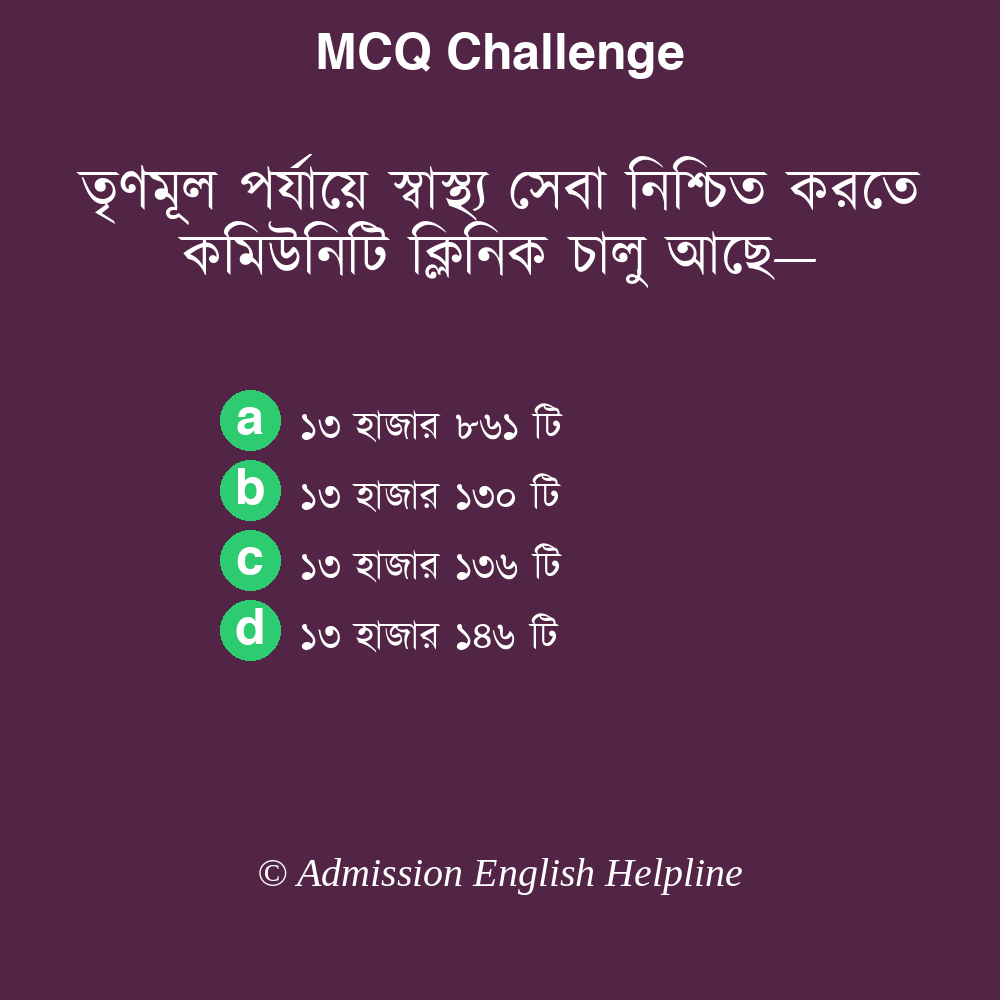 MCQ Challenge
তৃণমূল পর্যায়ে স্বাস্থ্য সেবা নিশ্চিত করতে
কমিউনিটি ক্লিনিক চালু আছে—
a ১৩ হাজার ৮৬১ টি
b ১৩ হাজার ১৩০ টি
c ১৩ হাজার ১৩৬ টি
d ১৩ হাজার ১৪৬ টি
© Admission English Helpline